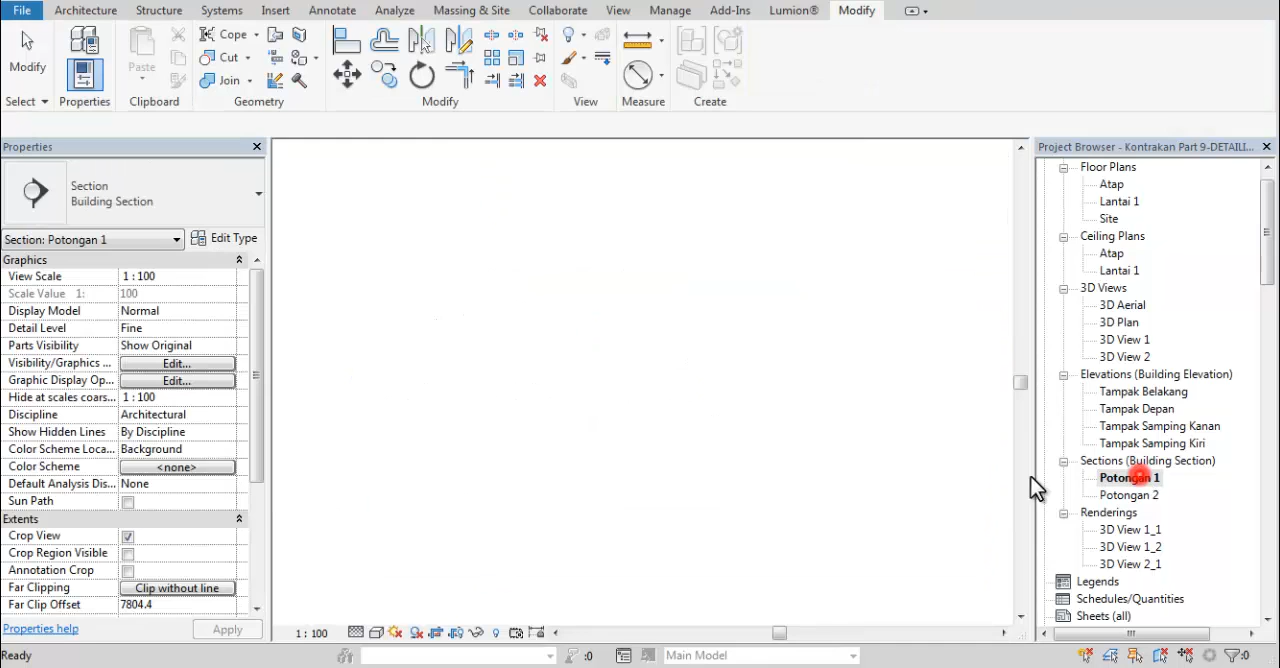 File Architecture Structure Systems Insert Annotate Analyze Massing & Site Collaborate View Manage Add-Ins Lumion® Modify
Cope
Modify Paste Cut
Join
Select Properties Clipboard Geometry Modify View Measure Create
Properties
Project Browser - Kontrakan Part 9-DETAILI...
Section
Building Section
Section: Potongan 1 Edit Type
Graphics
View Scale 1 : 100
Scale Value 1: 100
Display Model Normal
Detail Level Fine
Parts Visibility Show Original
Visibility/Graphics ... Edit...
Graphic Display Op... Edit...
Hide at scales coars... 1 : 100
Discipline Architectural
Show Hidden Lines By Discipline
Color Scheme Loca... Background
Color Scheme <none>
Default Analysis Dis... None
Sun Path
Extents
Crop View
Crop Region Visible
Annotation Crop
Far Clipping Clip without line
Far Clip Offset 7804.4
Properties help Apply
Floor Plans
Atap
Lantai 1
Site
Ceiling Plans
Atap
Lantai 1
3D Views
3D Aerial
3D Plan
3D View 1
3D View 2
Elevations (Building Elevation)
Tampak Belakang
Tampak Depan
Tampak Samping Kanan
Tampak Samping Kiri
Sections (Building Section)
Potongan 1
Potongan 2
Renderings
3D View 1_1
3D View 1_2
3D View 2_1
Legends
Schedules/Quantities
Sheets (all)
1 : 100
Ready :0 Main Model :0